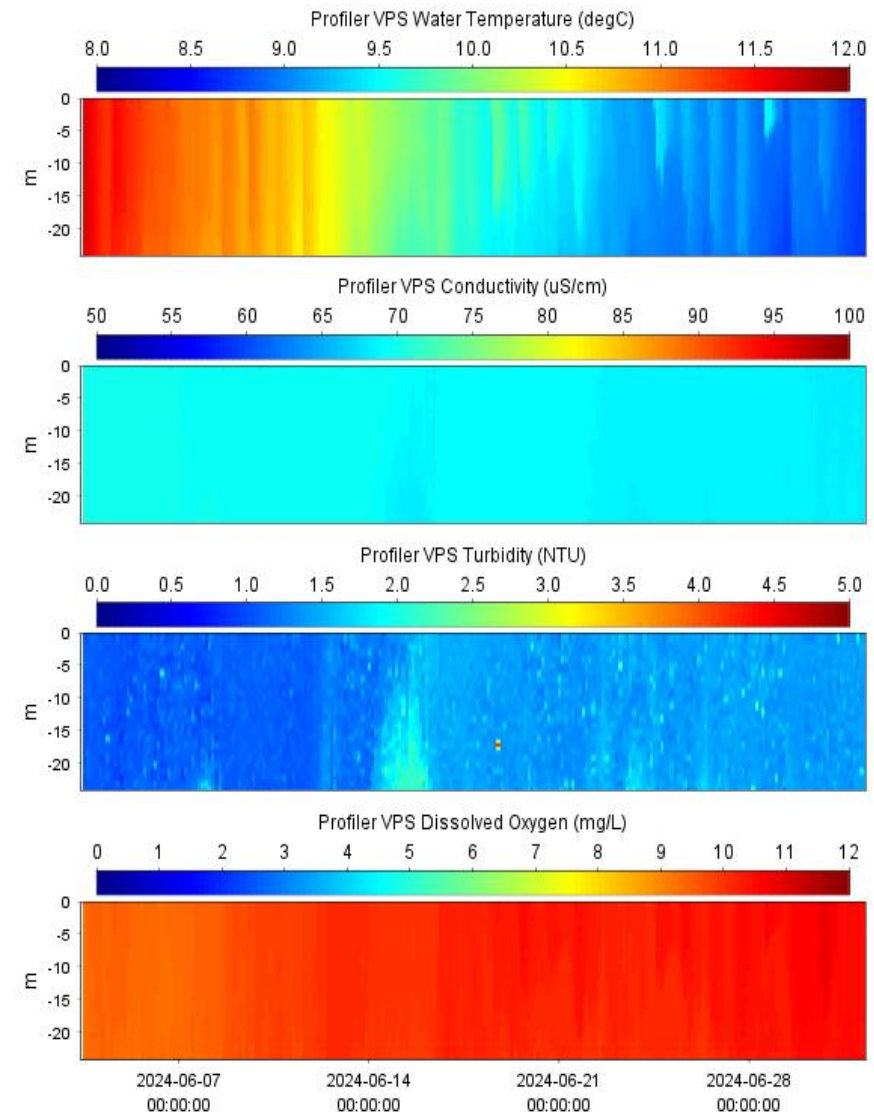 Profiler VPS Water Temperature (degC)
8.0 8.5 9.0 9.5 10.0 10.5 11.0 11.5 12.0
0
-5
-10
-15
-20
m
Profiler VPS Conductivity (uS/cm)
50 55 60 65 70 75 80 85 90 95 100
0
-5
-10
-15
-20
m
Profiler VPS Turbidity (NTU)
0.0 0.5 1.0 1.5 2.0 2.5 3.0 3.5 4.0 4.5 5.0
0
-5
-10
-15
-20
m
Profiler VPS Dissolved Oxygen (mg/L)
0 1 2 3 4 5 6 7 8 9 10 11 12
0
-5
-10
-15
-20
m
2024-06-07 2024-06-14 2024-06-21 2024-06-28
00:00:00 00:00:00 00:00:00 00:00:00